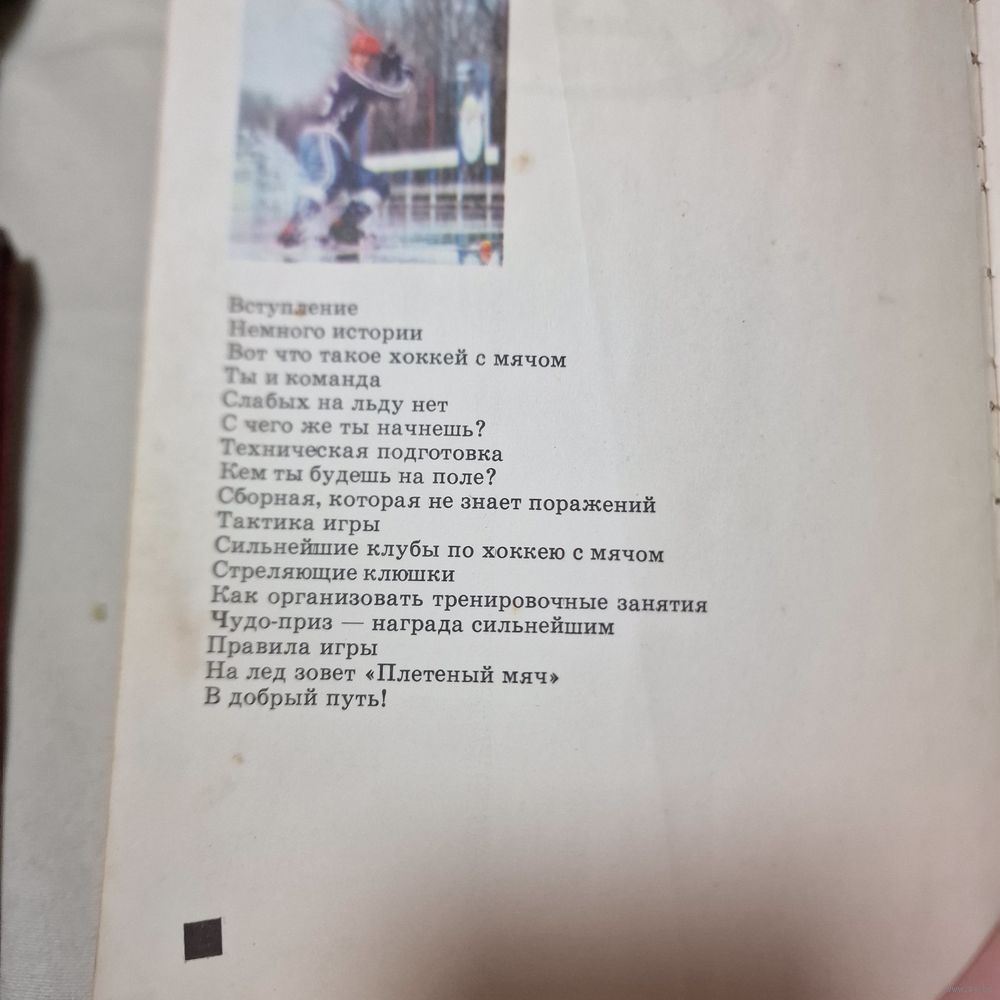 Вступление
Немного истории
Вот что такое хоккей с мячом
Ты и команда
Слабых на льду нет
С чего же ты начнешь?
Техническая подготовка
Кем ты будешь на поле?
Сборная, которая не знает поражений
Тактика игры
Сильнейшие клубы по хоккею с мячом
Стреляющие клюшки
Как организовать тренировочные занятия
Чудо-приз — награда сильнейшим
Правила игры
На лед зовет «Плетеный мяч»
В добрый путь!